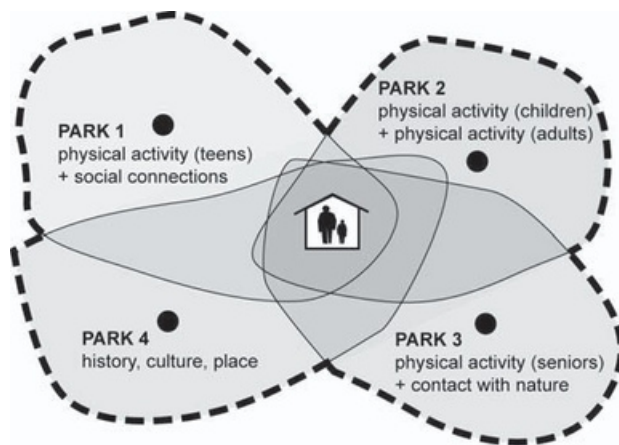 PARK 1
physical activity (teens)
+ social connections
PARK 2
physical activity (children)
+ physical activity (adults)
PARK 4
history, culture, place
PARK 3
physical activity (seniors)
+ contact with nature